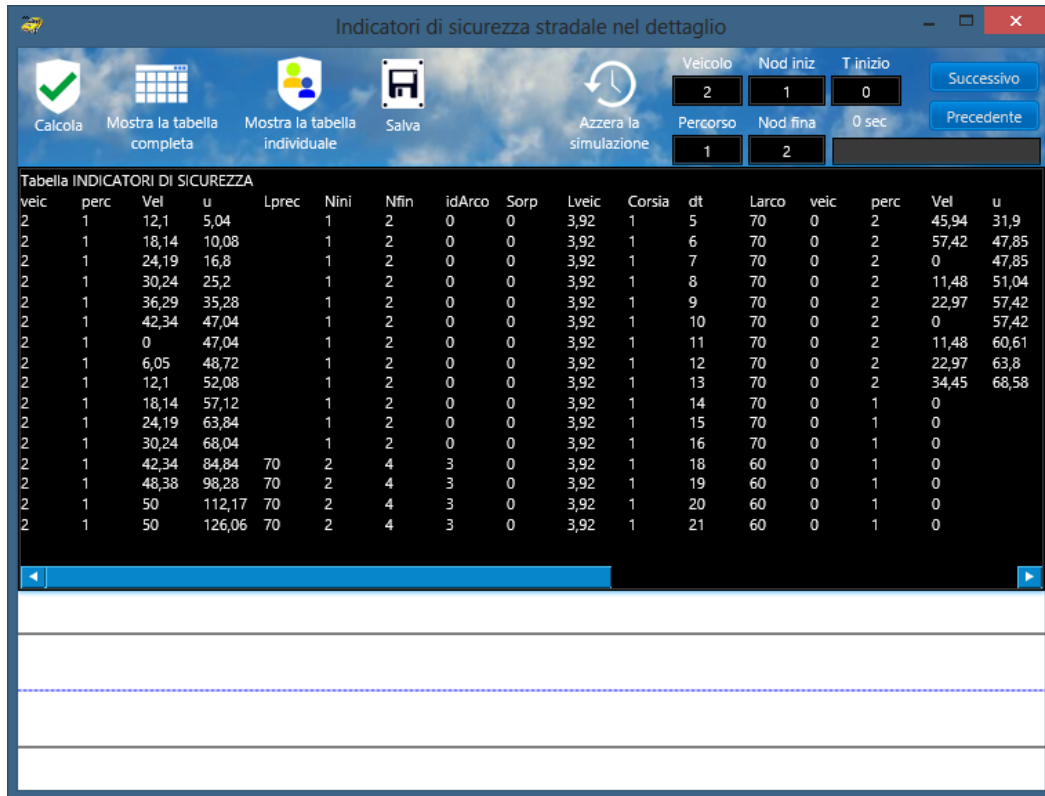 Indicatori di sicurezza stradale nel dettaglio
Veicolo Nod iniz T.inizio
2 1 0
Successivo
Calcola
Mostra la tabella completa
Mostra la tabella individuale
Salva
Azzera la simulazione
Percorso Nod fina 0 sec
1 2
Precedente
Tabella INDICATORI DI SICUREZZA
veic perc Vel u Lprec Nini Nfin idArco Sorp Lveic Corsia dt Larco veic perc Vel u
2 1 12,1 5,04 1 2 0 0 3,92 1 5 70 0 2 45,94 31,9
2 1 18,14 10,08 1 2 0 0 3,92 1 6 70 0 2 57,42 47,85
2 1 24,19 16,8 1 2 0 0 3,92 1 7 70 0 2 0 47,85
2 1 30,24 25,2 1 2 0 0 3,92 1 8 70 0 2 11,48 51,04
2 1 36,29 35,28 1 2 0 0 3,92 1 9 70 0 2 22,97 57,42
2 1 42,34 47,04 1 2 0 0 3,92 1 10 70 0 2 0 57,42
2 1 0 47,04 1 2 0 0 3,92 1 11 70 0 2 11,48 60,61
2 1 6,05 48,72 1 2 0 0 3,92 1 12 70 0 2 22,97 63,8
2 1 12,1 52,08 1 2 0 0 3,92 1 13 70 0 2 34,45 68,58
2 1 18,14 57,12 1 2 0 0 3,92 1 14 70 0 1 0
2 1 24,19 63,84 1 2 0 0 3,92 1 15 70 0 1 0
2 1 30,24 68,04 1 2 0 0 3,92 1 16 70 0 1 0
2 1 42,34 84,84 70 2 4 3 0 3,92 1 18 60 0 1 0
2 1 48,38 98,28 70 2 4 3 0 3,92 1 19 60 0 1 0
2 1 50 112,17 70 2 4 3 0 3,92 1 20 60 0 1 0
2 1 50 126,06 70 2 4 3 0 3,92 1 21 60 0 1 0